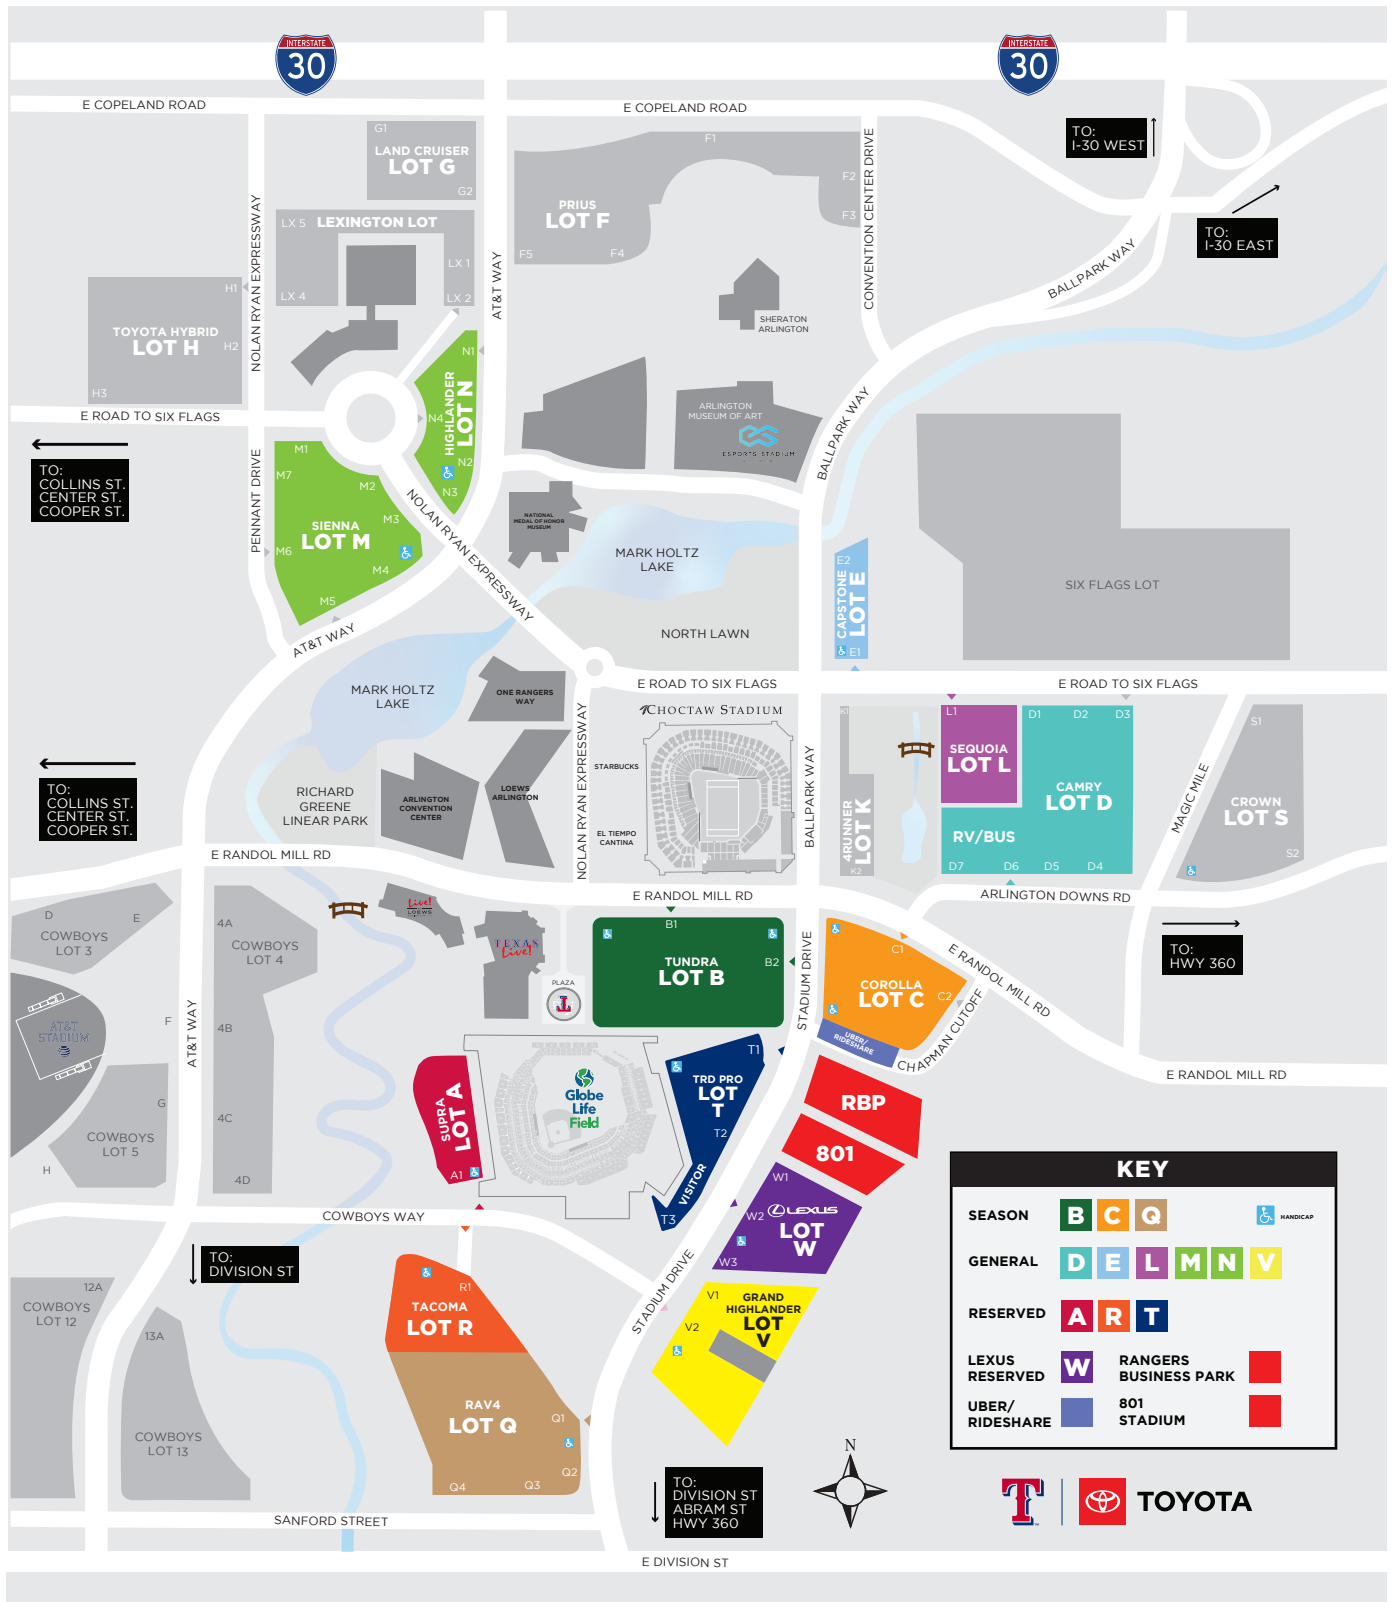 INTERSTATE
30
INTERSTATE
30
E COPELAND ROAD
E COPELAND ROAD
TO:
I-30 WEST
TO:
I-30 EAST
G1
LAND CRUISER
LOT G
G2
LX 5
LEXINGTON LOT
LX 1
LX 4
LX 2
F1
F2
F3
PRIUS
LOT F
F5
F4
NOLAN RYAN EXPRESSWAY
AT&T WAY
CONVENTION CENTER DRIVE
BALLPARK WAY
SHERATON
ARLINGTON
H1
TOYOTA HYBRID
LOT H
H2
H3
N1
HIGHLANDER
LOT N
N4
N2
N3
E ROAD TO SIX FLAGS
TO:
COLLINS ST.
CENTER ST.
COOPER ST.
ARLINGTON
MUSEUM OF ART
ESPORTS STADIUM
BALLPARK WAY
PENNANT DRIVE
M1
M7
M2
M3
SIENNA
LOT M
M6
M4
M5
NOLAN RYAN EXPRESSWAY
AT&T WAY
NATIONAL
MEDAL OF HONOR
MUSEUM
MARK HOLTZ
LAKE
NORTH LAWN
E2
CAPSTONE
LOT E
E1
SIX FLAGS LOT
E ROAD TO SIX FLAGS
E ROAD TO SIX FLAGS
MARK HOLTZ
LAKE
ONE RANGERS
WAY
CHOCTAW STADIUM
STARBUCKS
EL TIEMPO
CANTINA
NOLAN RYAN EXPRESSWAY
BALLPARK WAY
K1
4RUNNER
LOT K
K2
L1
SEQUOIA
LOT L
D1
D2
D3
CAMRY
LOT D
RV/BUS
D7
D6
D5
D4
MAGIC MILE
S1
CROWN
LOT S
S2
TO:
COLLINS ST.
CENTER ST.
COOPER ST.
RICHARD
GREENE
LINEAR PARK
ARLINGTON
CONVENTION
CENTER
LOEWS
ARLINGTON
E RANDOL MILL RD
E RANDOL MILL RD
ARLINGTON DOWNS RD
TO:
HWY 360
D
E
COWBOYS
LOT 3
4A
COWBOYS
LOT 4
Live!
LOEWS
TEXAS
Live!
PLAZA
T
B1
TUNDRA
LOT B
B2
STADIUM DRIVE
C1
COROLLA
LOT C
C2
UBER/
RIDESHARE
CHAPMAN CUTOFF
E RANDOL MILL RD
E RANDOL MILL RD
AT&T
STADIUM
F
AT&T WAY
4B
4C
4D
G
COWBOYS
LOT 5
H
SUPRA
LOT A
A1
Globe
Life
Field
T1
TRD PRO
LOT
T
T2
VISITOR
T3
RBP
801
W1
W2
LEXUS
LOT
W
W3
COWBOYS WAY
TO:
DIVISION ST
STADIUM DRIVE
12A
COWBOYS
LOT 12
13A
COWBOYS
LOT 13
R1
TACOMA
LOT R
RAV4
LOT Q
Q1
Q2
Q3
Q4
V1
GRAND
HIGHLANDER
LOT
V
V2
TO:
DIVISION ST
ABRAM ST
HWY 360
N
SANFORD STREET
E DIVISION ST
KEY
SEASON
B C Q
HANDICAP
GENERAL
D E L M N V
RESERVED
A R T
LEXUS
RESERVED
W
RANGERS
BUSINESS PARK
UBER/
RIDESHARE
801
STADIUM
T
TOYOTA